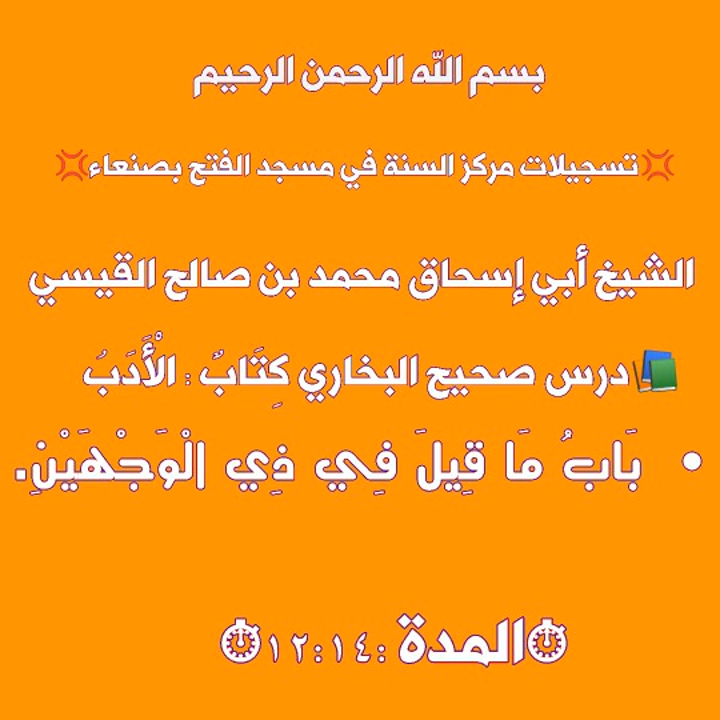 بسم الله الرحمن الرحيم
💢تسجيلات مركز السنة في مسجد الفتح بصنعاء💢
الشيخ أبي إسحاق محمد بن صالح القيسي
📚درس صحيح البخاري كِتَابٌ : الْأَدَبُ
• بَابُ مَا قِيلَ فِي ذِي الْوَجْهَيْنِ.
⏱المدة :١٢:١٤⏱